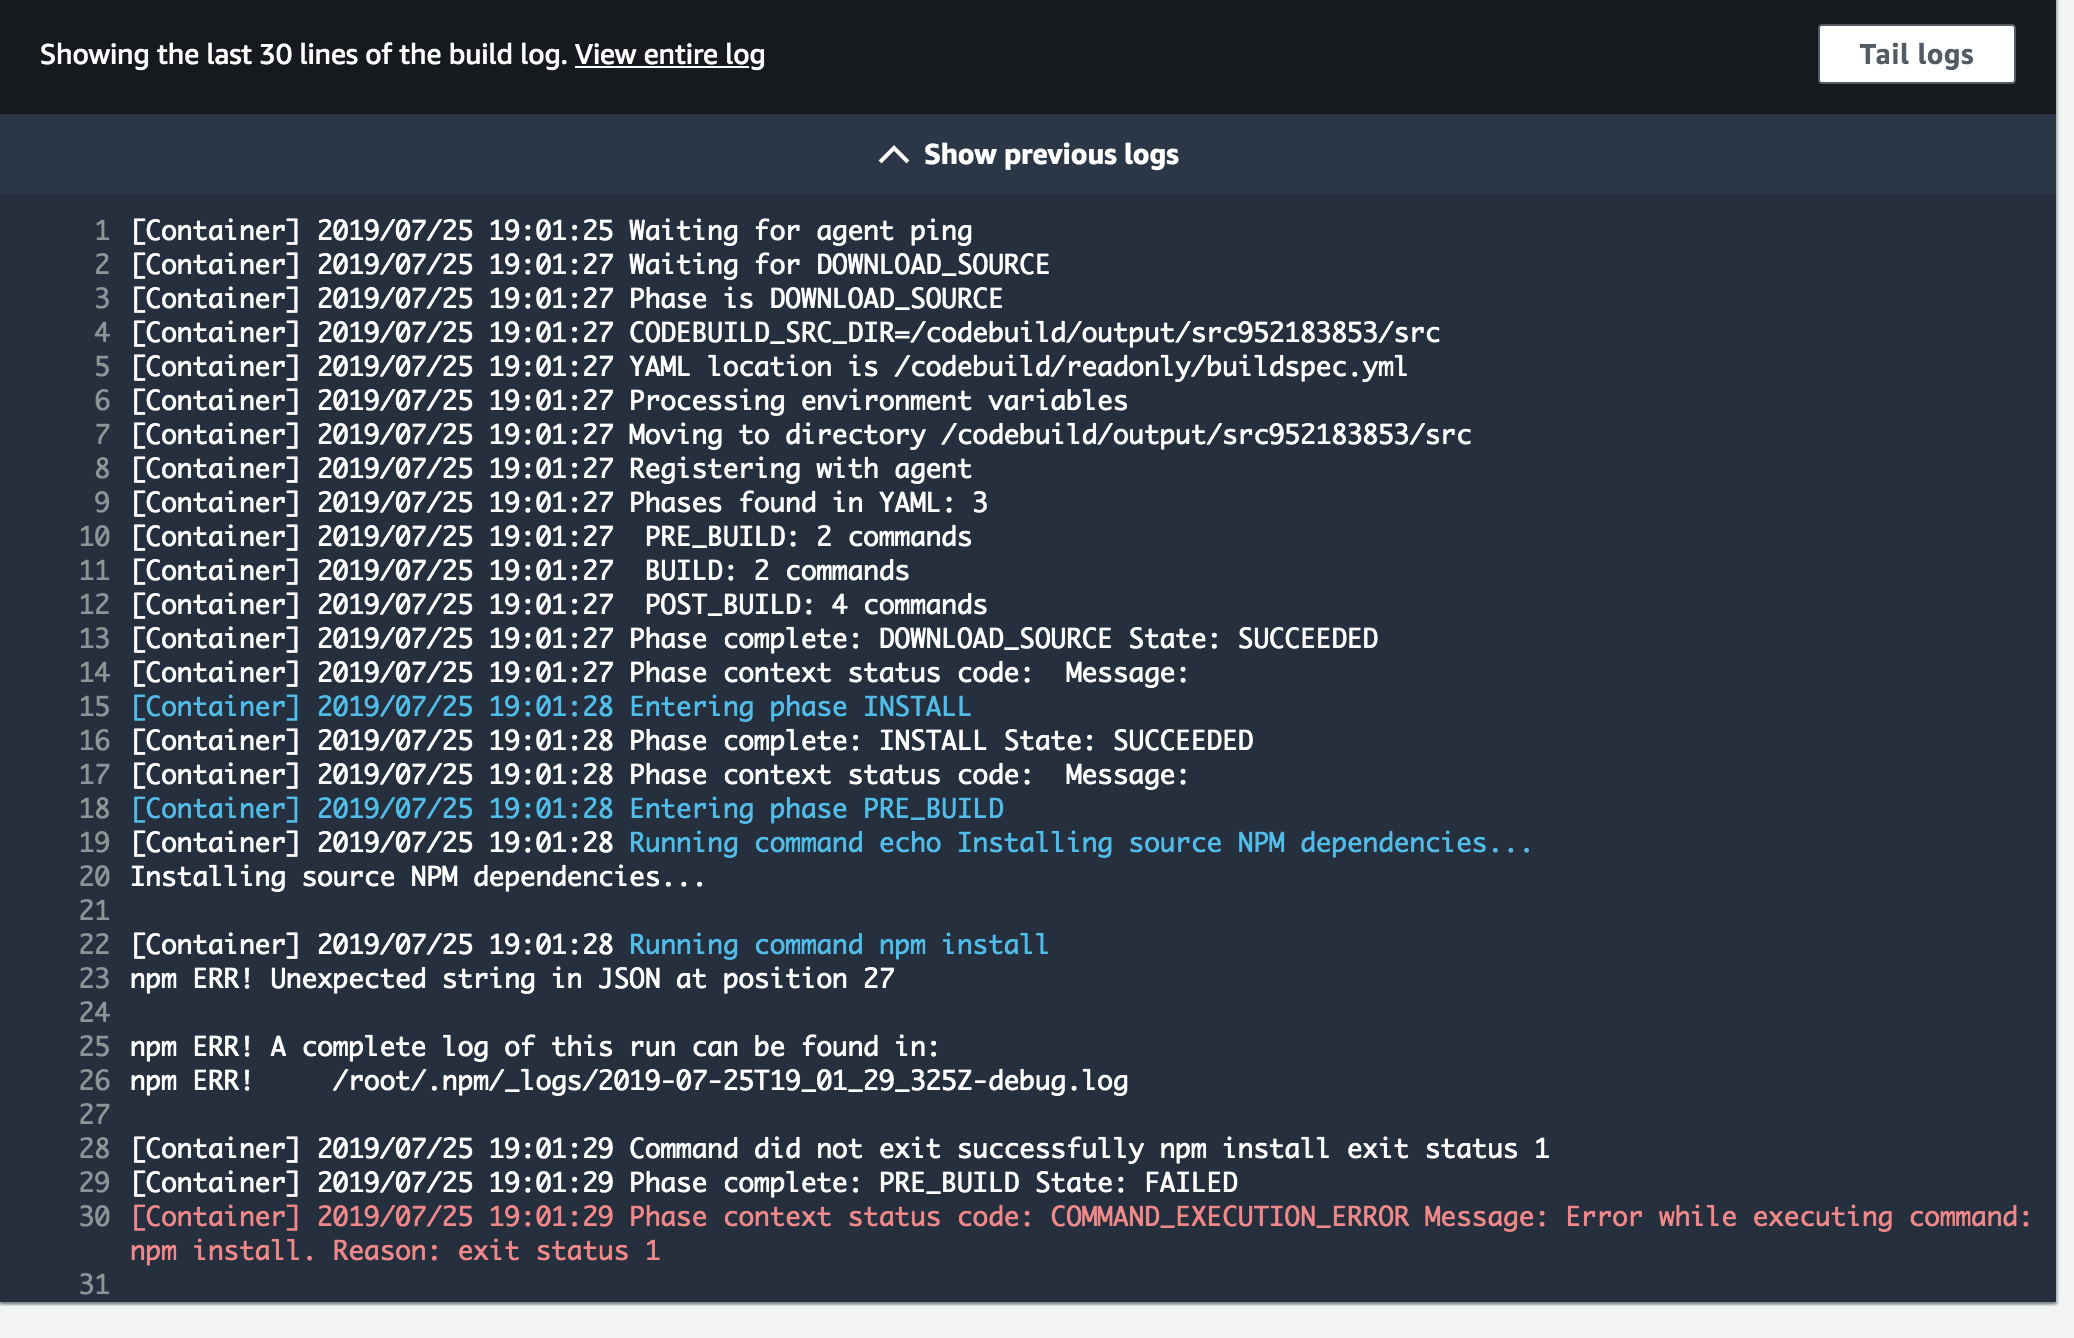 Showing the last 30 lines of the build log. View entire log
Tail logs
Show previous logs
1 [Container] 2019/07/25 19:01:25 Waiting for agent ping
2 [Container] 2019/07/25 19:01:27 Waiting for DOWNLOAD_SOURCE
3 [Container] 2019/07/25 19:01:27 Phase is DOWNLOAD_SOURCE
4 [Container] 2019/07/25 19:01:27 CODEBUILD_SRC_DIR=/codebuild/output/src952183853/src
5 [Container] 2019/07/25 19:01:27 YAML location is /codebuild/readonly/buildspec.yml
6 [Container] 2019/07/25 19:01:27 Processing environment variables
7 [Container] 2019/07/25 19:01:27 Moving to directory /codebuild/output/src952183853/src
8 [Container] 2019/07/25 19:01:27 Registering with agent
9 [Container] 2019/07/25 19:01:27 Phases found in YAML: 3
10 [Container] 2019/07/25 19:01:27  PRE_BUILD: 2 commands
11 [Container] 2019/07/25 19:01:27  BUILD: 2 commands
12 [Container] 2019/07/25 19:01:27  POST_BUILD: 4 commands
13 [Container] 2019/07/25 19:01:27 Phase complete: DOWNLOAD_SOURCE State: SUCCEEDED
14 [Container] 2019/07/25 19:01:27 Phase context status code:  Message:
15 [Container] 2019/07/25 19:01:28 Entering phase INSTALL
16 [Container] 2019/07/25 19:01:28 Phase complete: INSTALL State: SUCCEEDED
17 [Container] 2019/07/25 19:01:28 Phase context status code:  Message:
18 [Container] 2019/07/25 19:01:28 Entering phase PRE_BUILD
19 [Container] 2019/07/25 19:01:28 Running command echo Installing source NPM dependencies...
20 Installing source NPM dependencies...
21
22 [Container] 2019/07/25 19:01:28 Running command npm install
23 npm ERR! Unexpected string in JSON at position 27
24
25 npm ERR! A complete log of this run can be found in:
26 npm ERR!     /root/.npm/_logs/2019-07-25T19_01_29_325Z-debug.log
27
28 [Container] 2019/07/25 19:01:29 Command did not exit successfully npm install exit status 1
29 [Container] 2019/07/25 19:01:29 Phase complete: PRE_BUILD State: FAILED
30 [Container] 2019/07/25 19:01:29 Phase context status code: COMMAND_EXECUTION_ERROR Message: Error while executing command:
npm install. Reason: exit status 1
31